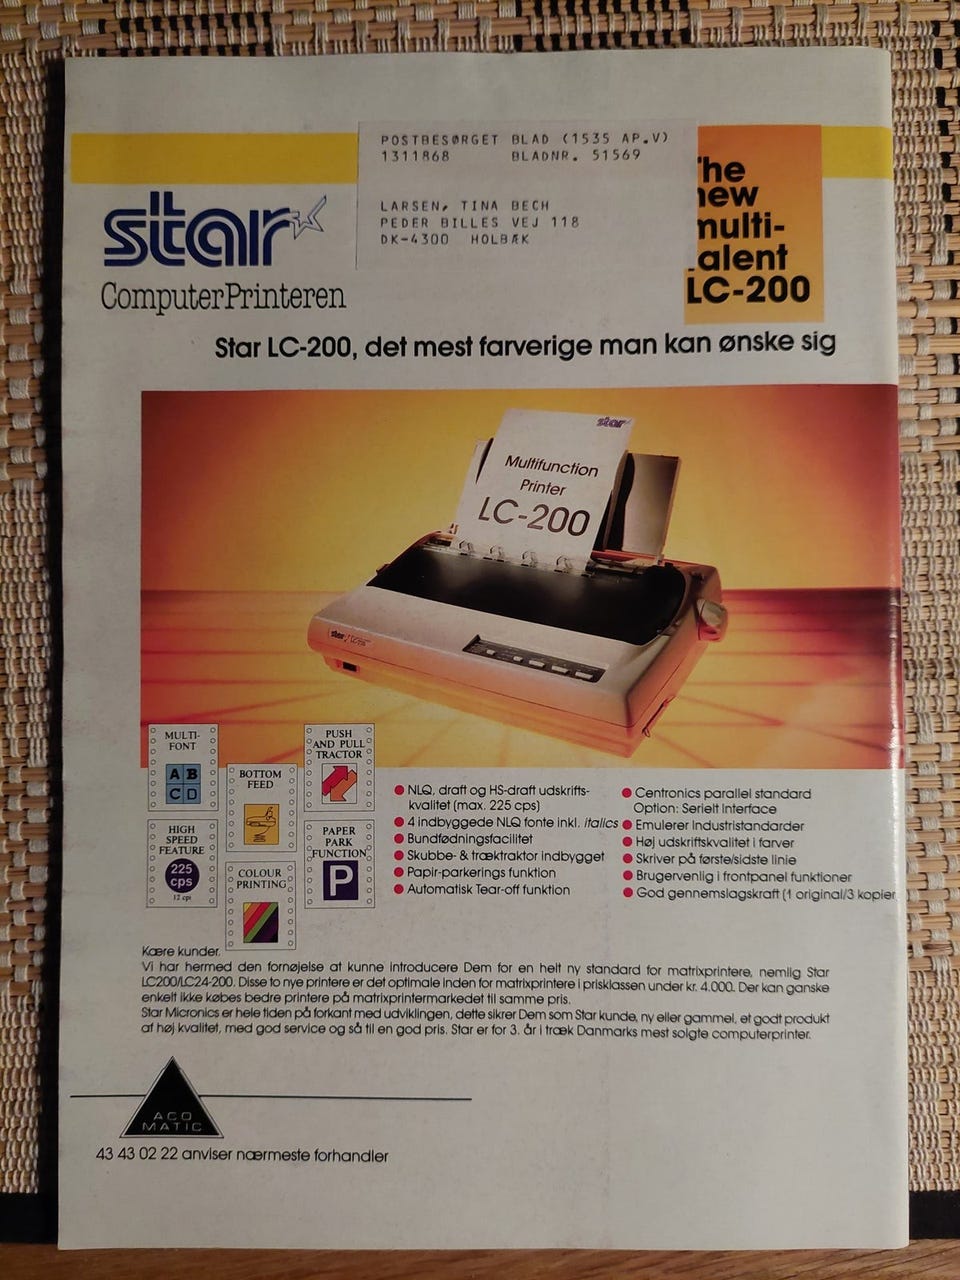 POSTBESØRGET BLAD (1535 AP.V)
1311868 BLADNR. 51569
LARSEN, TINA BECH
PEDER BILLES VEJ 118
DK-4300 HOLBÆK
star
ComputerPrinteren
The
new
multi-
talent
LC-200
Star LC-200, det mest farverige man kan ønske sig
star
Multifunction
Printer
LC-200
star
MULTI-
FONT
A B
C D
BOTTOM
FEED
PUSH
AND PULL
TRACTOR
HIGH
SPEED
FEATURE
225
cps
12 cpi
COLOUR
PRINTING
PAPER
PARK
FUNCTION
P
NLQ, draft og HS-draft udskrifts-
kvalitet (max. 225 cps)
4 indbyggede NLQ fonte inkl. italics
Bundfødningsfacilitet
Skubbe- & træktraktor indbygget
Papir-parkerings funktion
Automatisk Tear-off funktion
Centronics parallel standard
Option: Serielt interface
Emulerer industristandarder
Høj udskriftskvalitet i farver
Skriver på første/sidste linie
Brugervenlig i frontpanel funktioner
God gennemslagskraft (1 original/3 kopier
Kære kunder.
Vi har hermed den fornøjelse at kunne introducere Dem for en helt ny standard for matrixprintere, nemlig Star
LC200/LC24-200. Disse to nye printere er det optimale inden for matrixprintere i prisklassen under kr. 4.000. Der kan ganske
enkelt ikke købes bedre printere på matrixprintermarkedet til samme pris.
Star Micronics er hele tiden på forkant med udviklingen, dette sikrer Dem som Star kunde, ny eller gammel, et godt produkt
af høj kvalitet, med god service og så til en god pris. Star er for 3. år i træk Danmarks mest solgte computerprinter.
ACO
MATIC
43 43 02 22 anviser nærmeste forhandler